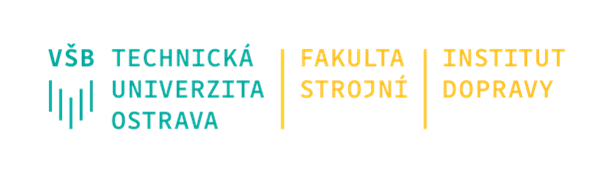 VŠB TECHNICKÁ
UNIVERZITA
OSTRAVA
FAKULTA
STROJNÍ
INSTITUT
DOPRAVY